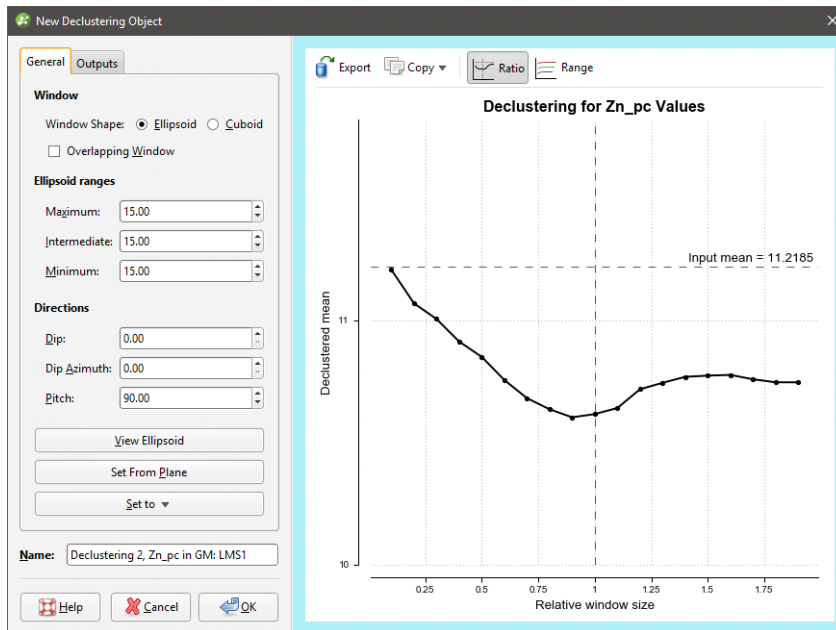 New Declustering Object
General Outputs
Window
Window Shape: Ellipsoid Cuboid
Overlapping Window
Ellipsoid ranges
Maximum: 15.00
Intermediate: 15.00
Minimum: 15.00
Directions
Dip: 0.00
Dip Azimuth: 0.00
Pitch: 90.00
View Ellipsoid
Set From Plane
Set to
Name: Declustering 2, Zn_pc in GM: LMS1
Help Cancel OK
Export Copy Ratio Range
Declustering for Zn_pc Values
Input mean = 11.2185
Declustered mean
11
10
0.25 0.5 0.75 1 1.25 1.5 1.75
Relative window size